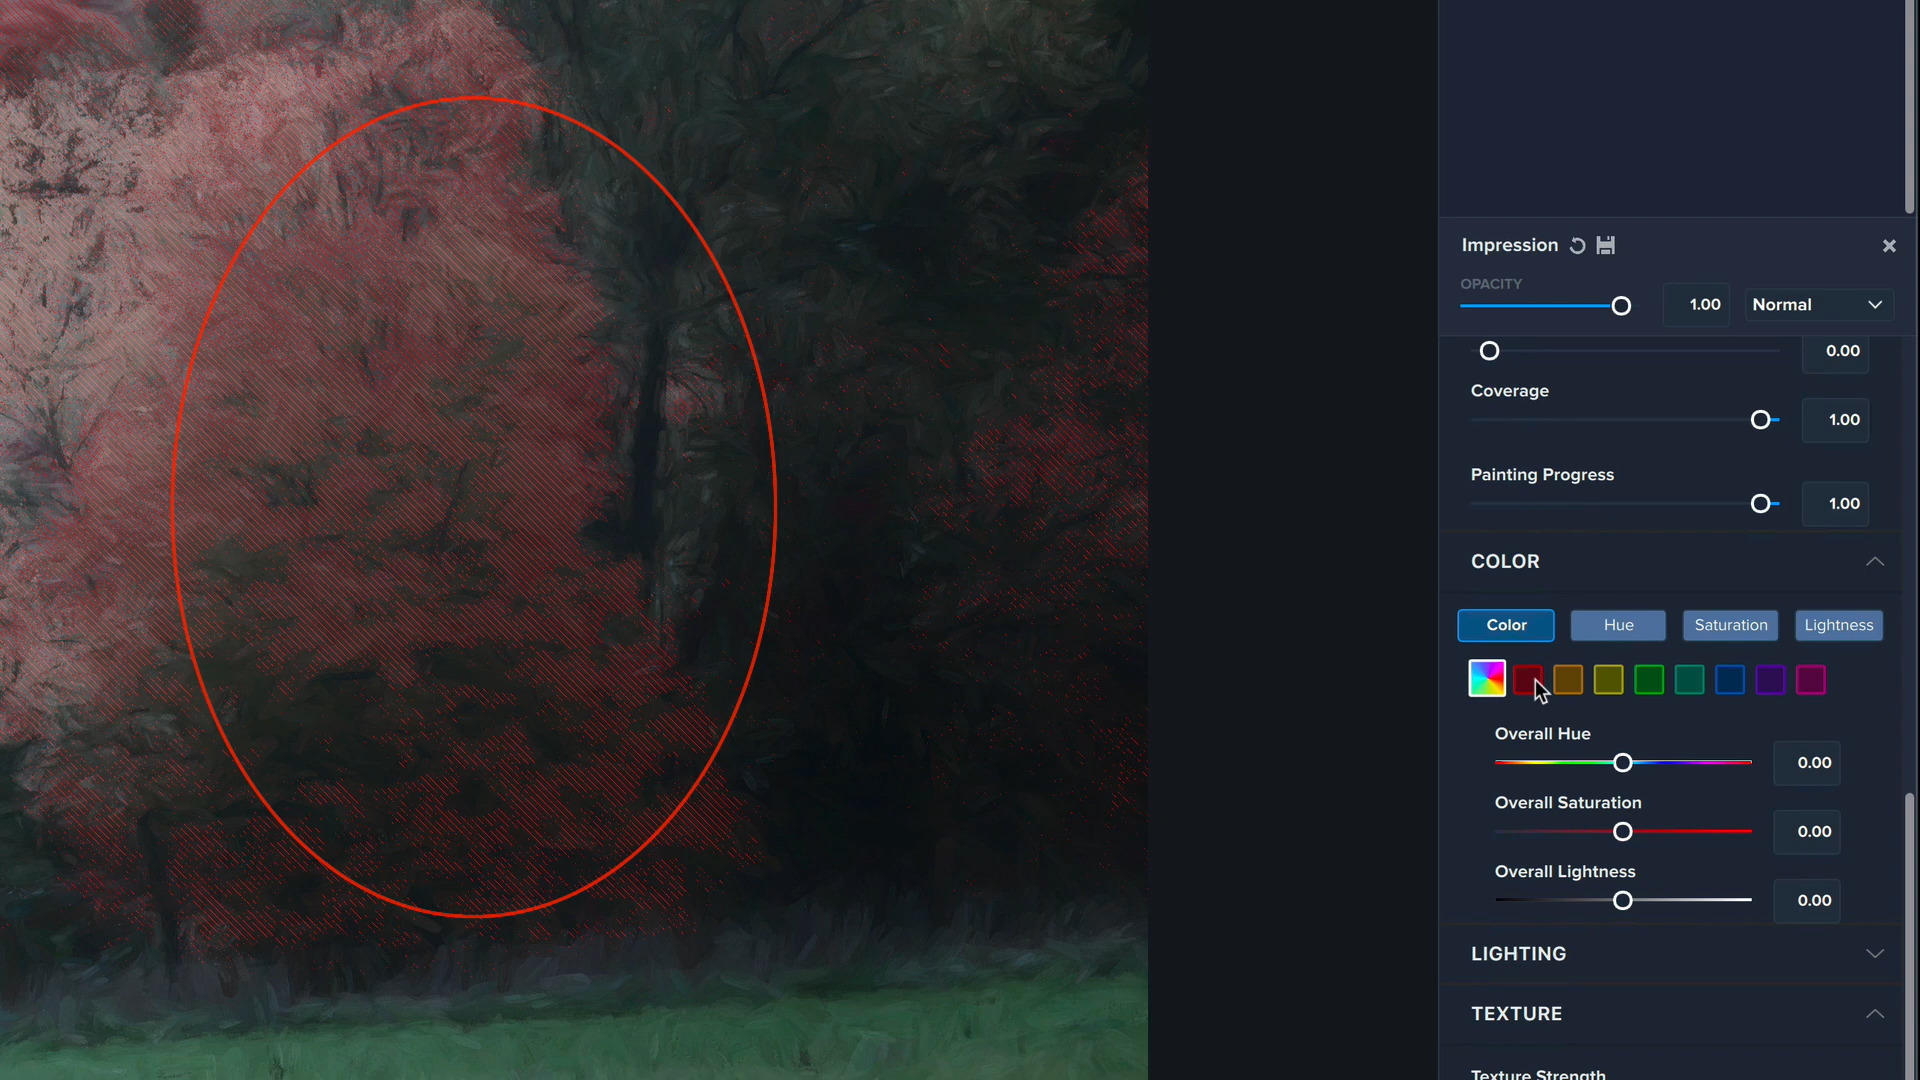 Impression
OPACITY
1.00
Normal
0.00
Coverage
1.00
Painting Progress
1.00
COLOR
Color
Hue
Saturation
Lightness
Overall Hue
0.00
Overall Saturation
0.00
Overall Lightness
0.00
LIGHTING
TEXTURE
Texture Strength